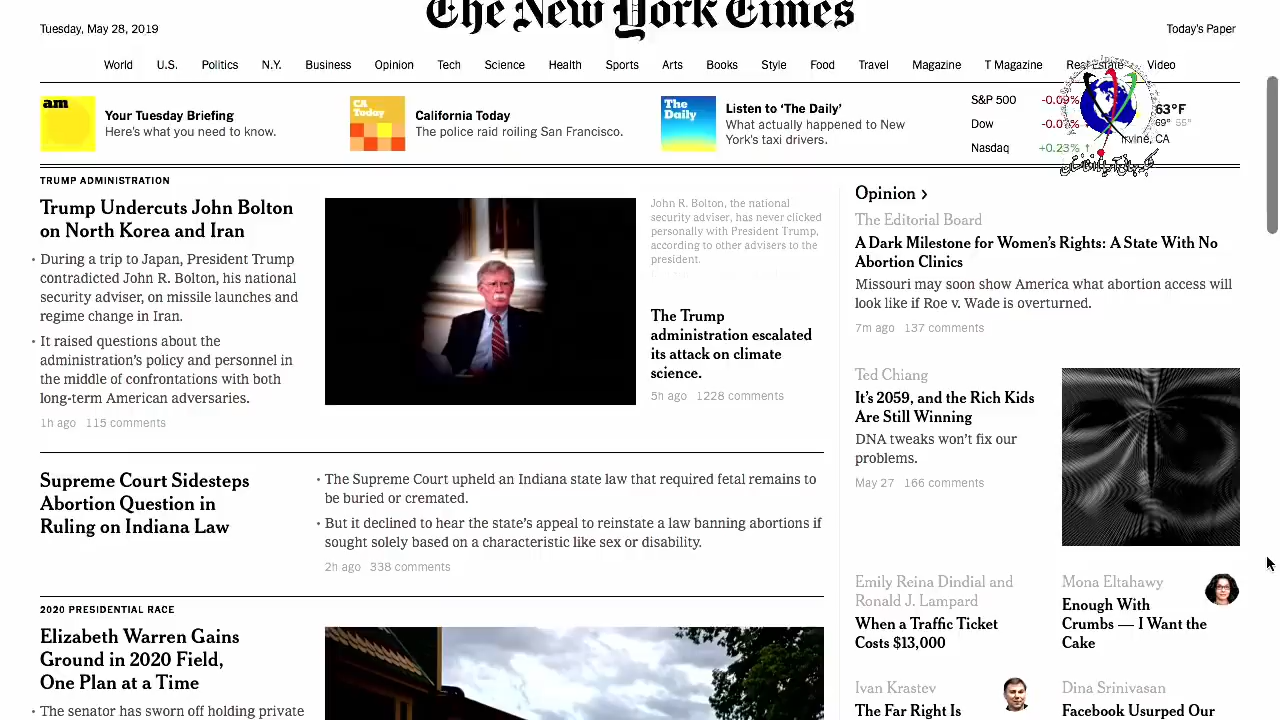 The New York Times
Tuesday, May 28, 2019
Today's Paper
World U.S. Politics N.Y. Business Opinion Tech Science Health Sports Arts Books Style Food Travel Magazine T Magazine Real Estate Video
am
Your Tuesday Briefing
Here's what you need to know.
CA
Today
California Today
The police raid roiling San Francisco.
The
Daily
Listen to ‘The Daily’
What actually happened to New
York's taxi drivers.
S&P 500 -0.09%
Dow -0.07%
Nasdaq +0.23% ↑
63°F
69° 55°
Irvine, CA
TRUMP ADMINISTRATION
Trump Undercuts John Bolton
on North Korea and Iran
• During a trip to Japan, President Trump
contradicted John R. Bolton, his national
security adviser, on missile launches and
regime change in Iran.
• It raised questions about the
administration's policy and personnel in
the middle of confrontations with both
long-term American adversaries.
1h ago 115 comments
John R. Bolton, the national
security adviser, has never clicked
personally with President Trump,
according to other advisers to the
president.
The Trump
administration escalated
its attack on climate
science.
5h ago 1228 comments
Supreme Court Sidesteps
Abortion Question in
Ruling on Indiana Law
• The Supreme Court upheld an Indiana state law that required fetal remains to
be buried or cremated.
• But it declined to hear the state's appeal to reinstate a law banning abortions if
sought solely based on a characteristic like sex or disability.
2h ago 338 comments
2020 PRESIDENTIAL RACE
Elizabeth Warren Gains
Ground in 2020 Field,
One Plan at a Time
• The senator has sworn off holding private
Opinion ›
The Editorial Board
A Dark Milestone for Women's Rights: A State With No
Abortion Clinics
Missouri may soon show America what abortion access will
look like if Roe v. Wade is overturned.
7m ago 137 comments
Ted Chiang
It's 2059, and the Rich Kids
Are Still Winning
DNA tweaks won't fix our
problems.
May 27 166 comments
Emily Reina Dindial and
Ronald J. Lampard
When a Traffic Ticket
Costs $13,000
Mona Eltahawy
Enough With
Crumbs — I Want the
Cake
Ivan Krastev
The Far Right Is
Dina Srinivasan
Facebook Usurped Our